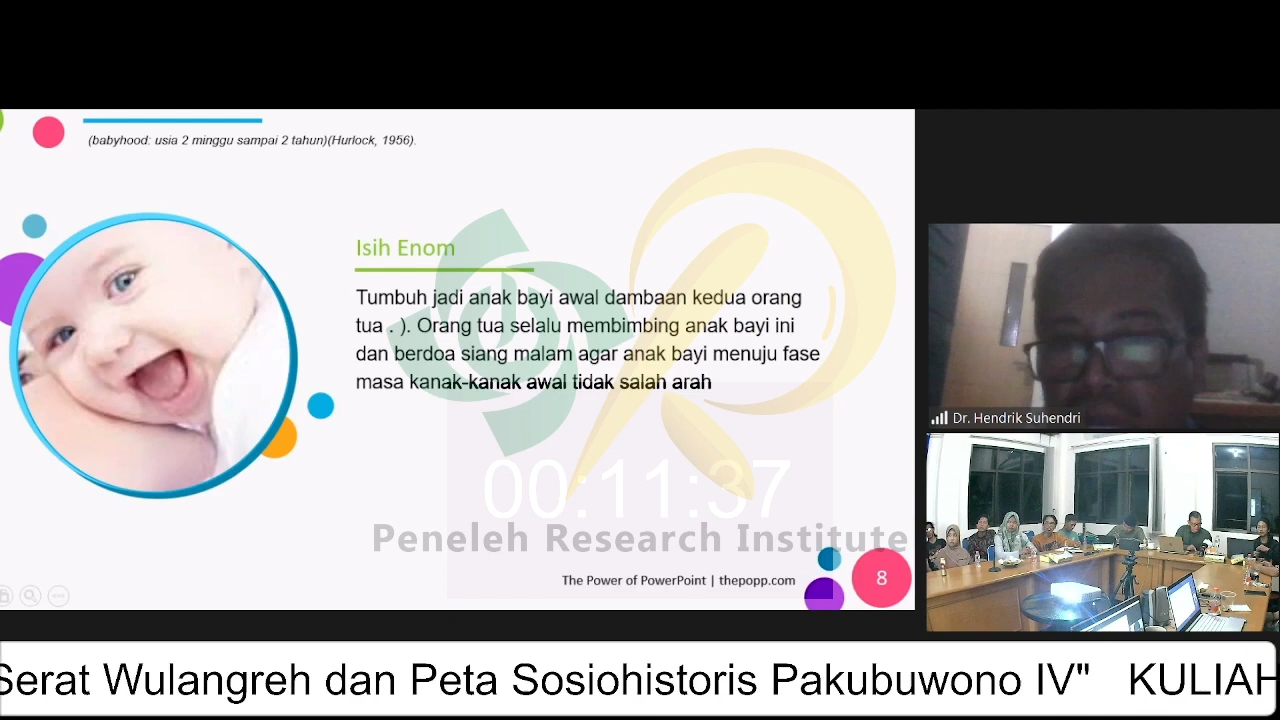 (babyhood: usia 2 minggu sampai 2 tahun)(Hurlock, 1956).
Isih Enom
Tumbuh jadi anak bayi awal dambaan kedua orang
tua . ). Orang tua selalu membimbing anak bayi ini
dan berdoa siang malam agar anak bayi menuju fase
masa kanak-kanak awal tidak salah arah
00:11:37
Peneleh Research Institute
The Power of PowerPoint | thepopp.com
8
Dr. Hendrik Suhendri
Serat Wulangreh dan Peta Sosiohistoris Pakubuwono IV" KULIAH